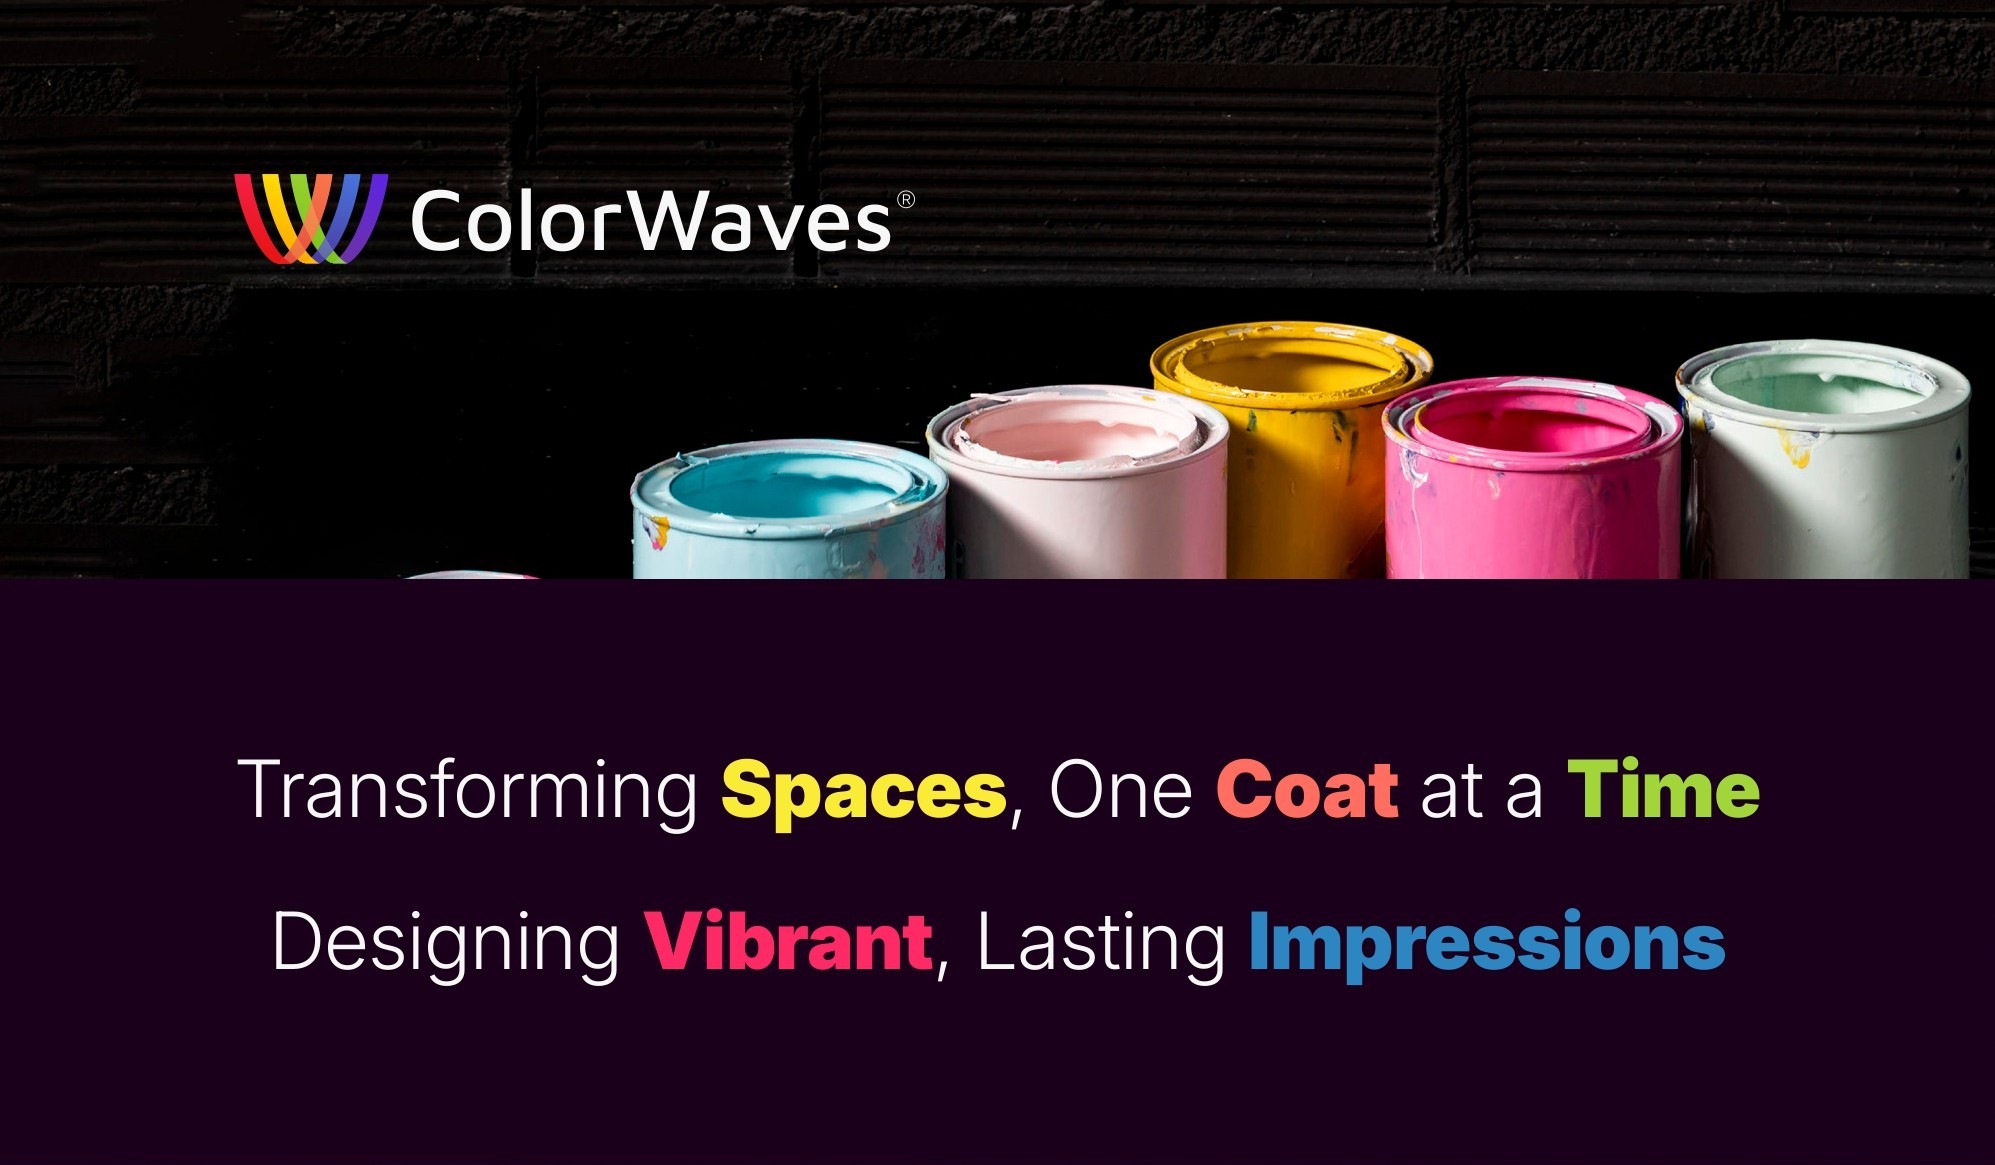 ColorWaves®
Transforming Spaces, One Coat at a Time
Designing Vibrant, Lasting Impressions